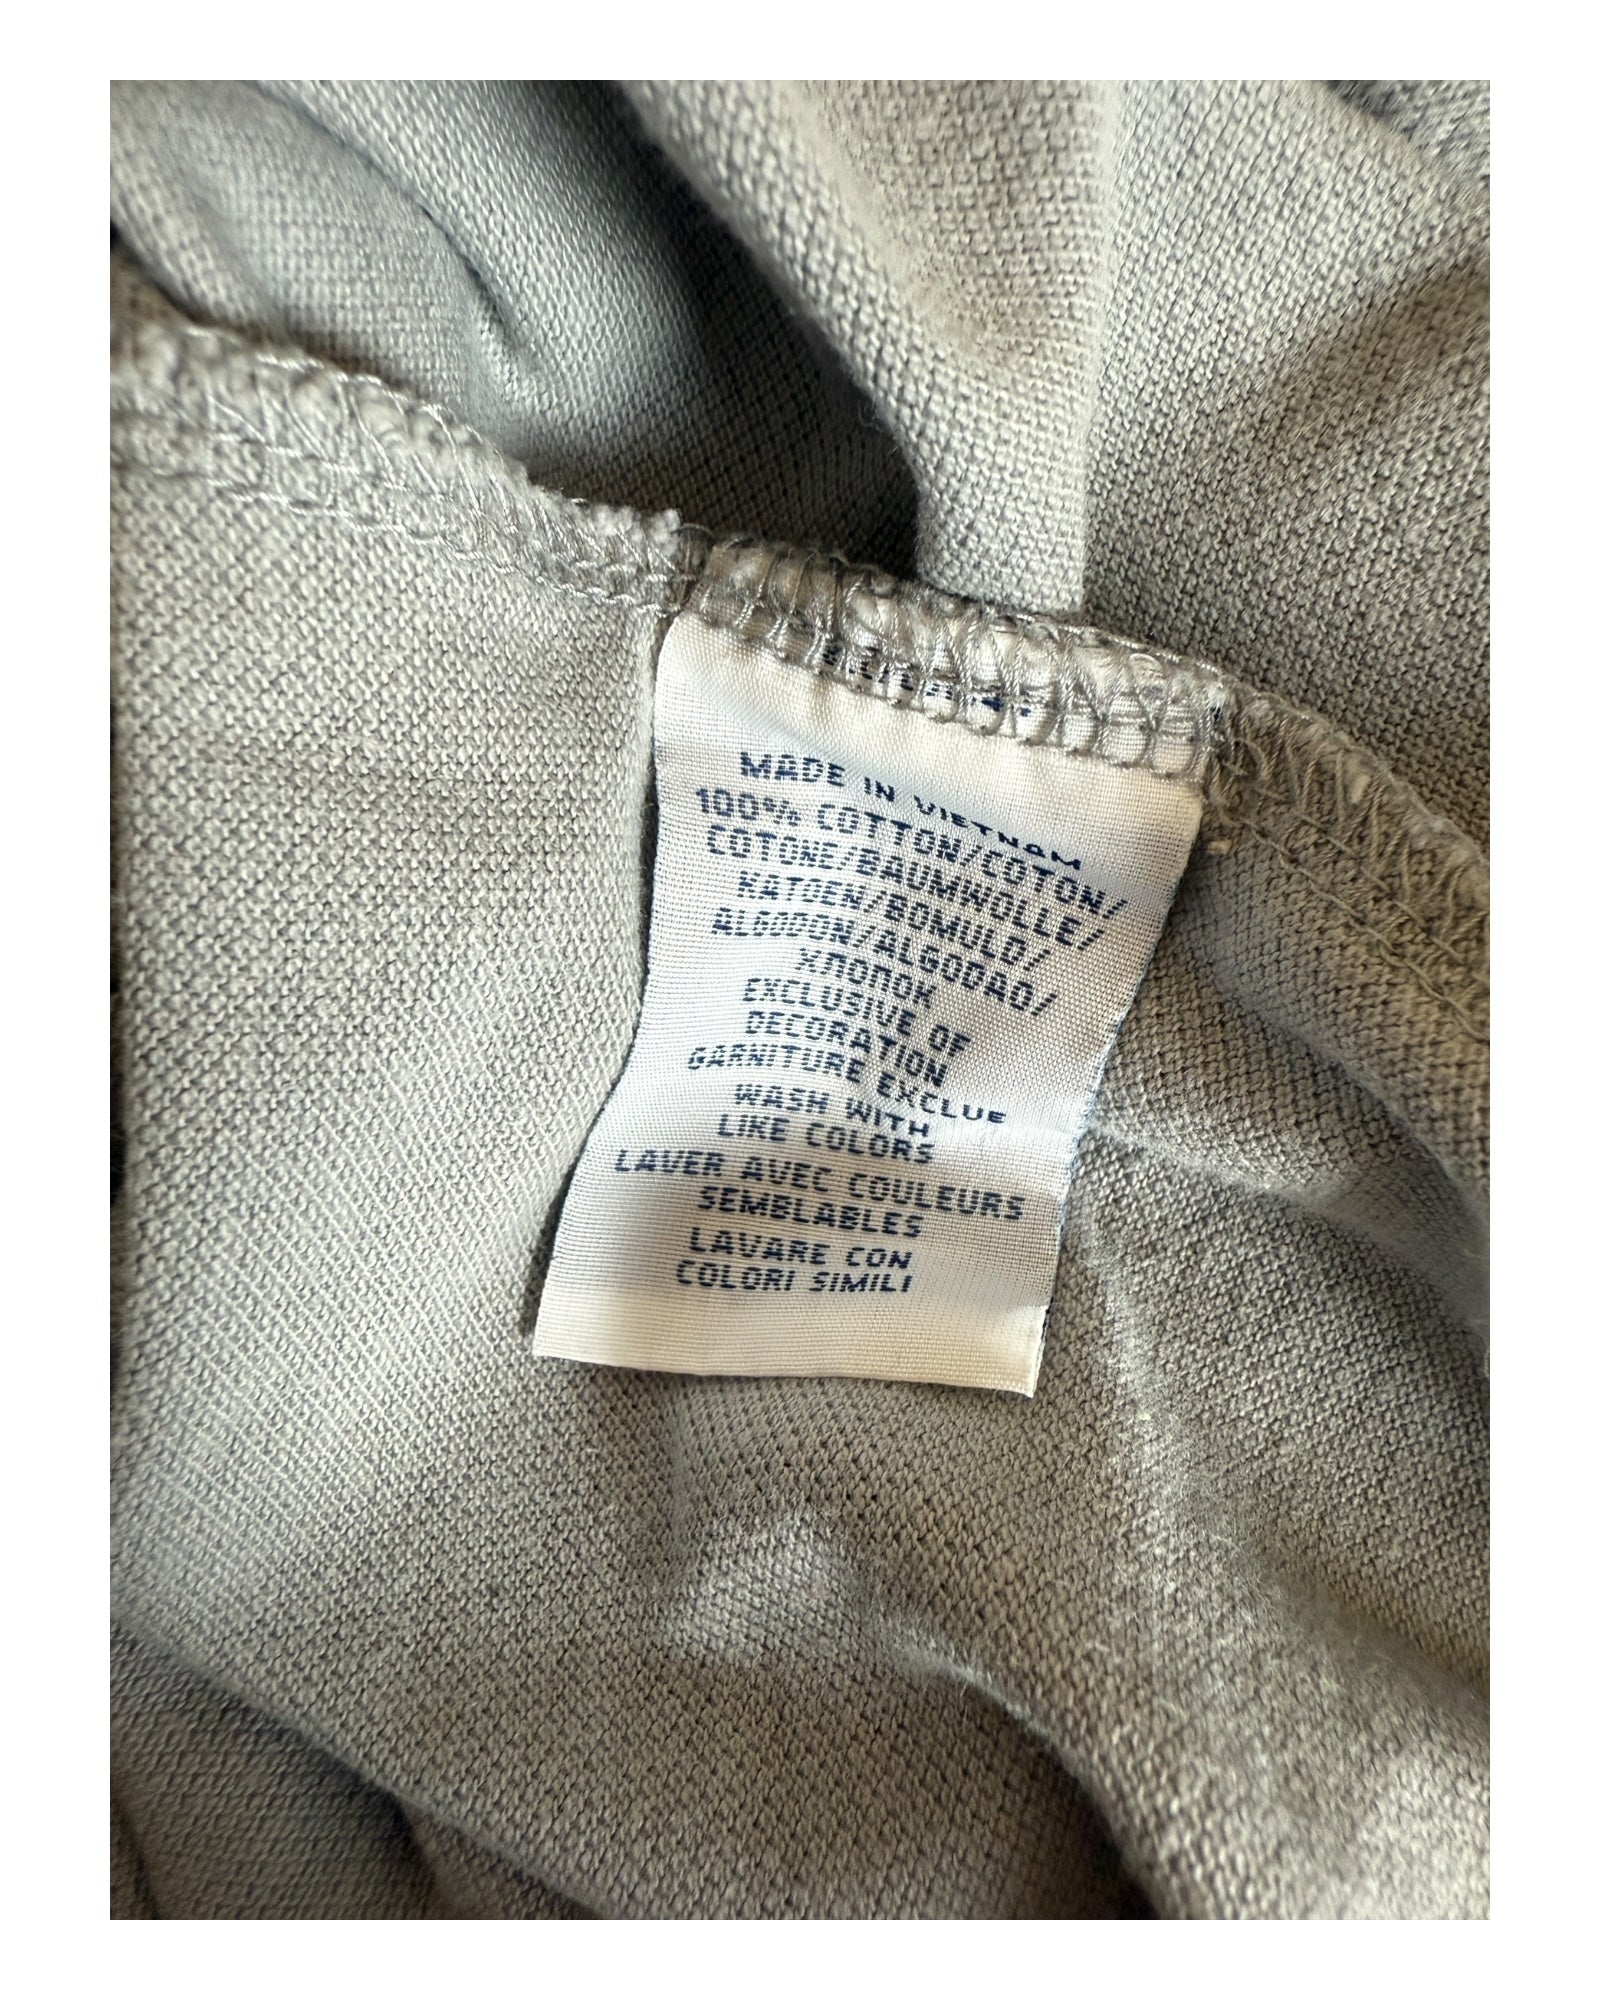 MADE IN VIETNAM
100% COTTON/COTON/
COTONE/BAUMWOLLE/
KATOEN/BOMULD/
ALGODON/ALGODAO/
ХЛОПОК
EXCLUSIVE OF
DECORATION
GARNITURE EXCLUE
WASH WITH
LIKE COLORS
LAVER AVEC COULEURS
SEMBLABLES
LAVARE CON
COLORI SIMILI